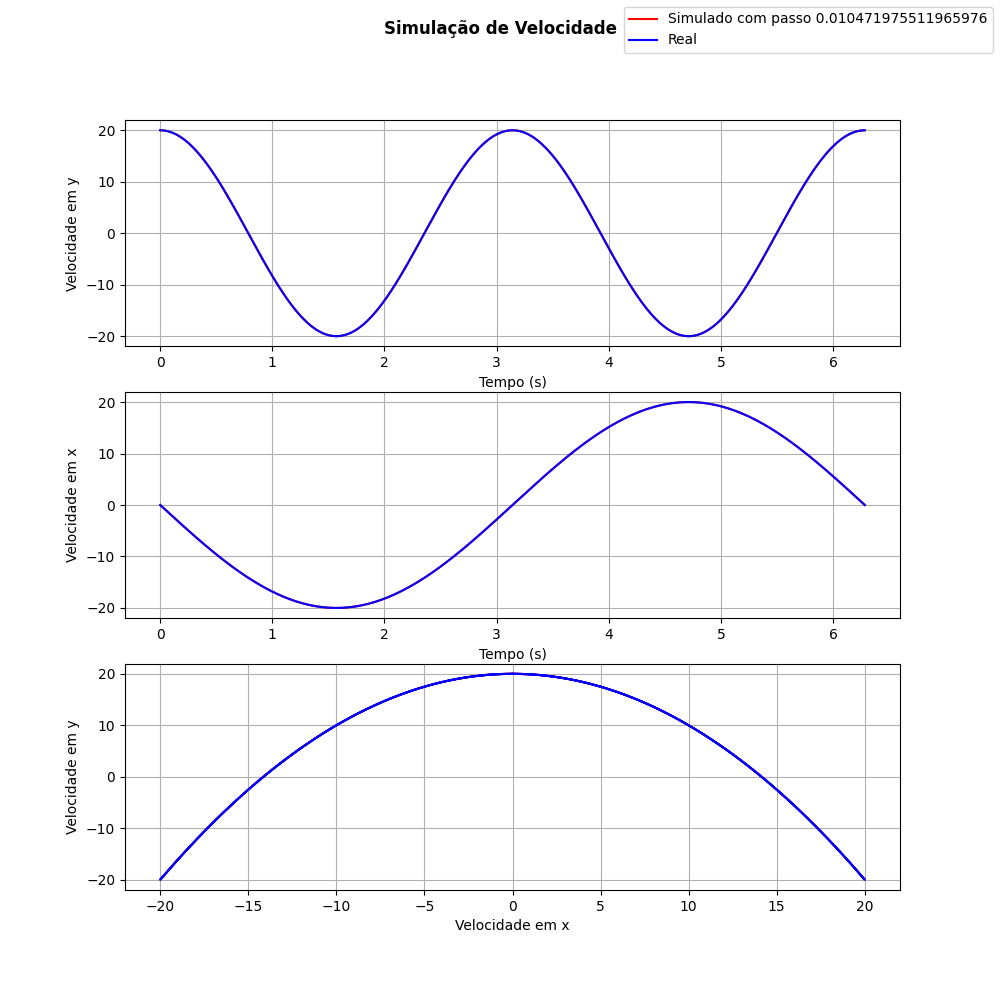 Simulação de Velocidade
Simulado com passo 0.010471975511965976
Real
20
10
0
−10
−20
Velocidade em y
0 1 2 3 4 5 6
Tempo (s)
20
10
0
−10
−20
Velocidade em x
0 1 2 3 4 5 6
Tempo (s)
20
10
0
−10
−20
Velocidade em y
−20 −15 −10 −5 0 5 10 15 20
Velocidade em x